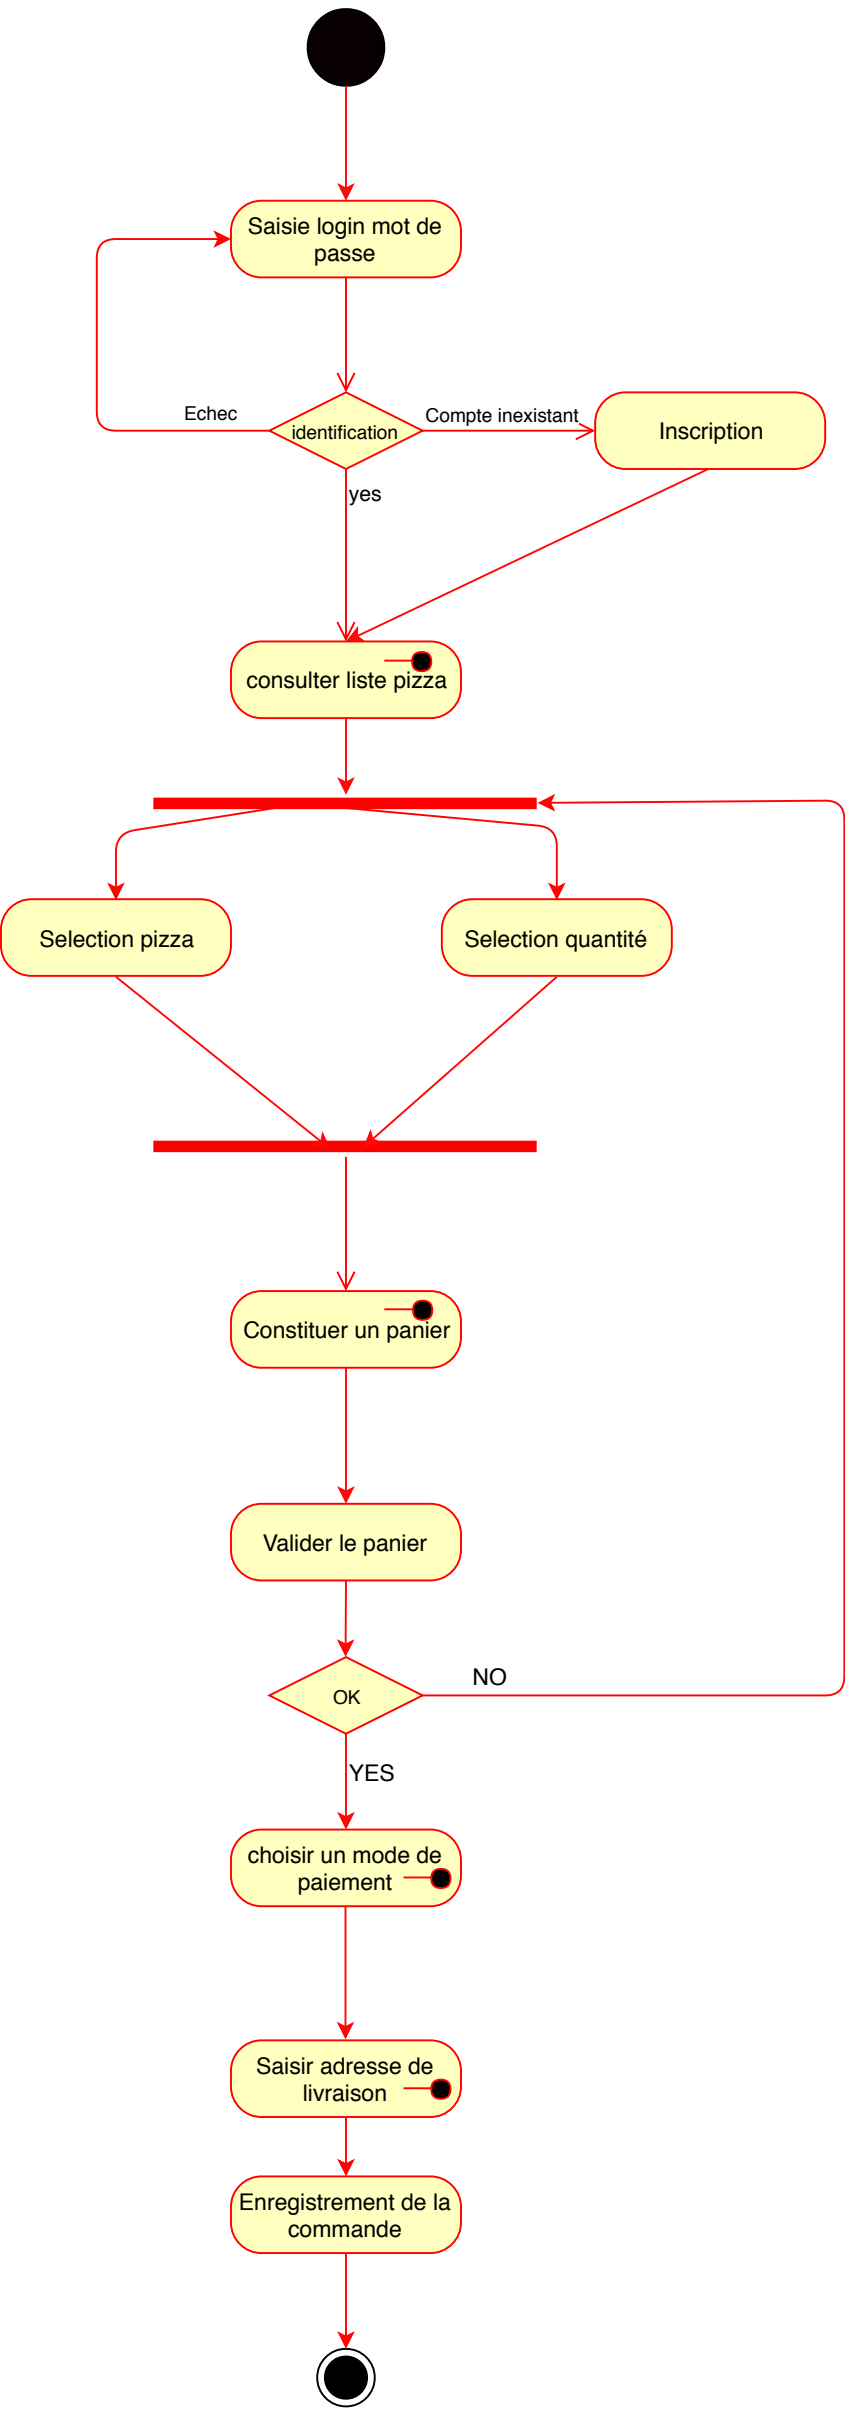 Saisie login mot de
passe
Echec
identification
Compte inexistant
Inscription
yes
consulter liste pizza
Selection pizza
Selection quantité
Constituer un panier
Valider le panier
OK
NO
YES
choisir un mode de
paiement
Saisir adresse de
livraison
Enregistrement de la
commande